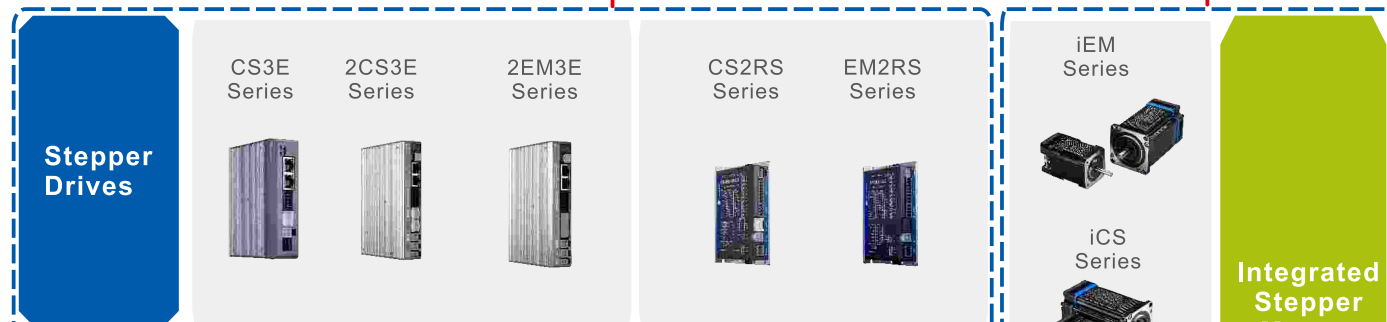 Stepper
Drives
CS3E
Series
2CS3E
Series
2EM3E
Series
CS2RS
Series
EM2RS
Series
iEM
Series
iCS
Series
Integrated
Stepper